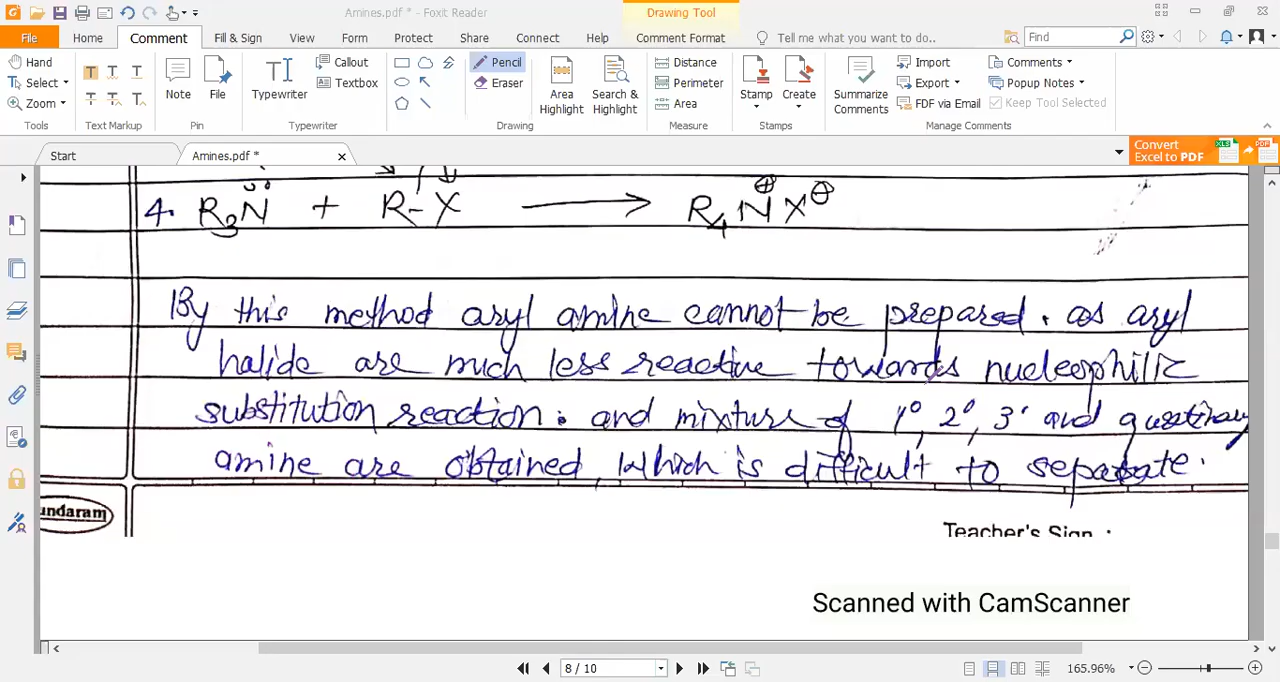 Amines.pdf * - Foxit Reader
Drawing Tool
File Home Comment Fill & Sign View Form Protect Share Connect Help Comment Format Tell me what you want to do.. Find
Hand
Select
Zoom
Tools
Text Markup
Note
File
Pin
Typewriter
Callout
Textbox
Typewriter
Pencil
Eraser
Drawing
Area Highlight
Search & Highlight
Distance
Perimeter
Area
Measure
Stamp
Create
Stamps
Summarize Comments
Import
Export
FDF via Email
Comments
Popup Notes
Keep Tool Selected
Manage Comments
Start
Amines.pdf *
Convert
Excel to PDF
4. R3N̈ + R-X ⟶ R4N⊕ X⊖
By this method aryl amine cannot be prepared. as aryl
halide are much less reactive towards nucleophilic
substitution reaction. and mixture of 1°, 2°, 3° and
amine are obtained, which is difficult to separate.
undaram
Teacher's Sign :
Scanned with CamScanner
8 / 10
165.96%